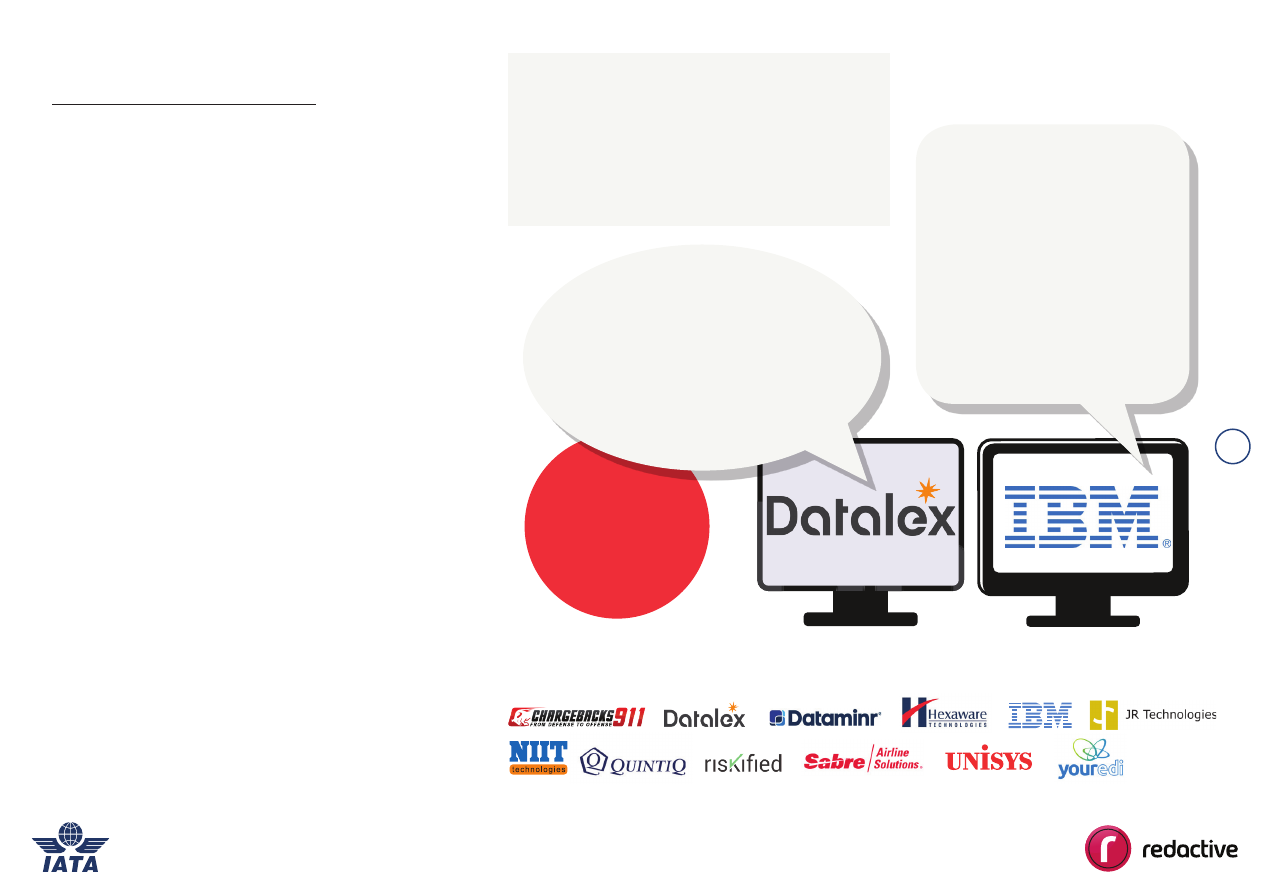 Datalex
IBM®
CHARGEBACKS911
FROM DEFENSE TO OFFENSE
Datalex
Dataminr®
HEXAWARE
TECHNOLOGIES
IBM
JR Technologies
NIIT
technologies
QUINTIQ
riskified
Sabre Airline Solutions®
UNISYS
youredi
IATA
r redactive